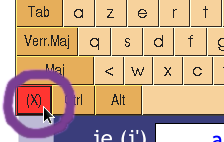 Tab a z e r t
Verr.Maj q s d f
Maj < w x c
(X) Ctrl Alt
je (j')